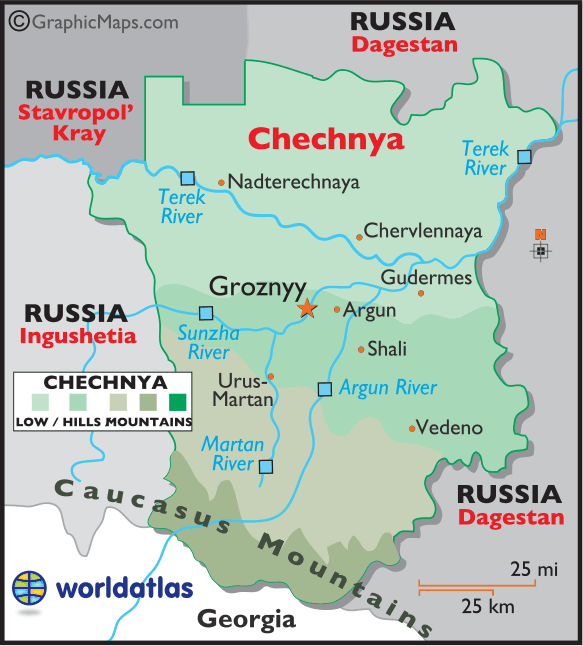 ©GraphicMaps.com
RUSSIA
Dagestan
RUSSIA
Stavropol'
Kray
Chechnya
Terek
River
Nadterechnaya
Terek
River
Chervlennaya
N
Gudermes
Groznyy
Argun
RUSSIA
Ingushetia
Sunzha
River
Shali
CHECHNYA
LOW / HILLS MOUNTAINS
Urus-
Martan
Argun River
Vedeno
Martan
River
Caucasus Mountains
RUSSIA
Dagestan
25 mi
25 km
worldatlas
Georgia